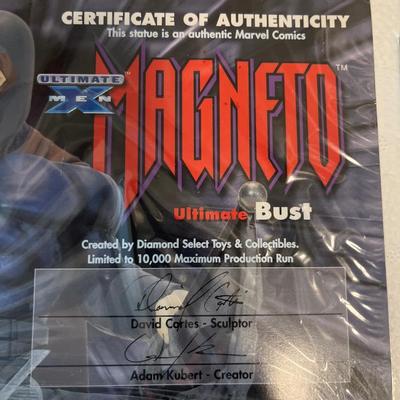 CERTIFICATE OF AUTHENTICITY
This statue is an authentic Marvel Comics
ULTIMATE
X
MEN
™
MAGNETO™
Ultimate Bust
Created by Diamond Select Toys & Collectibles.
Limited to 10,000 Maximum Production Run
David Cortes - Sculptor
Adam Kubert - Creator